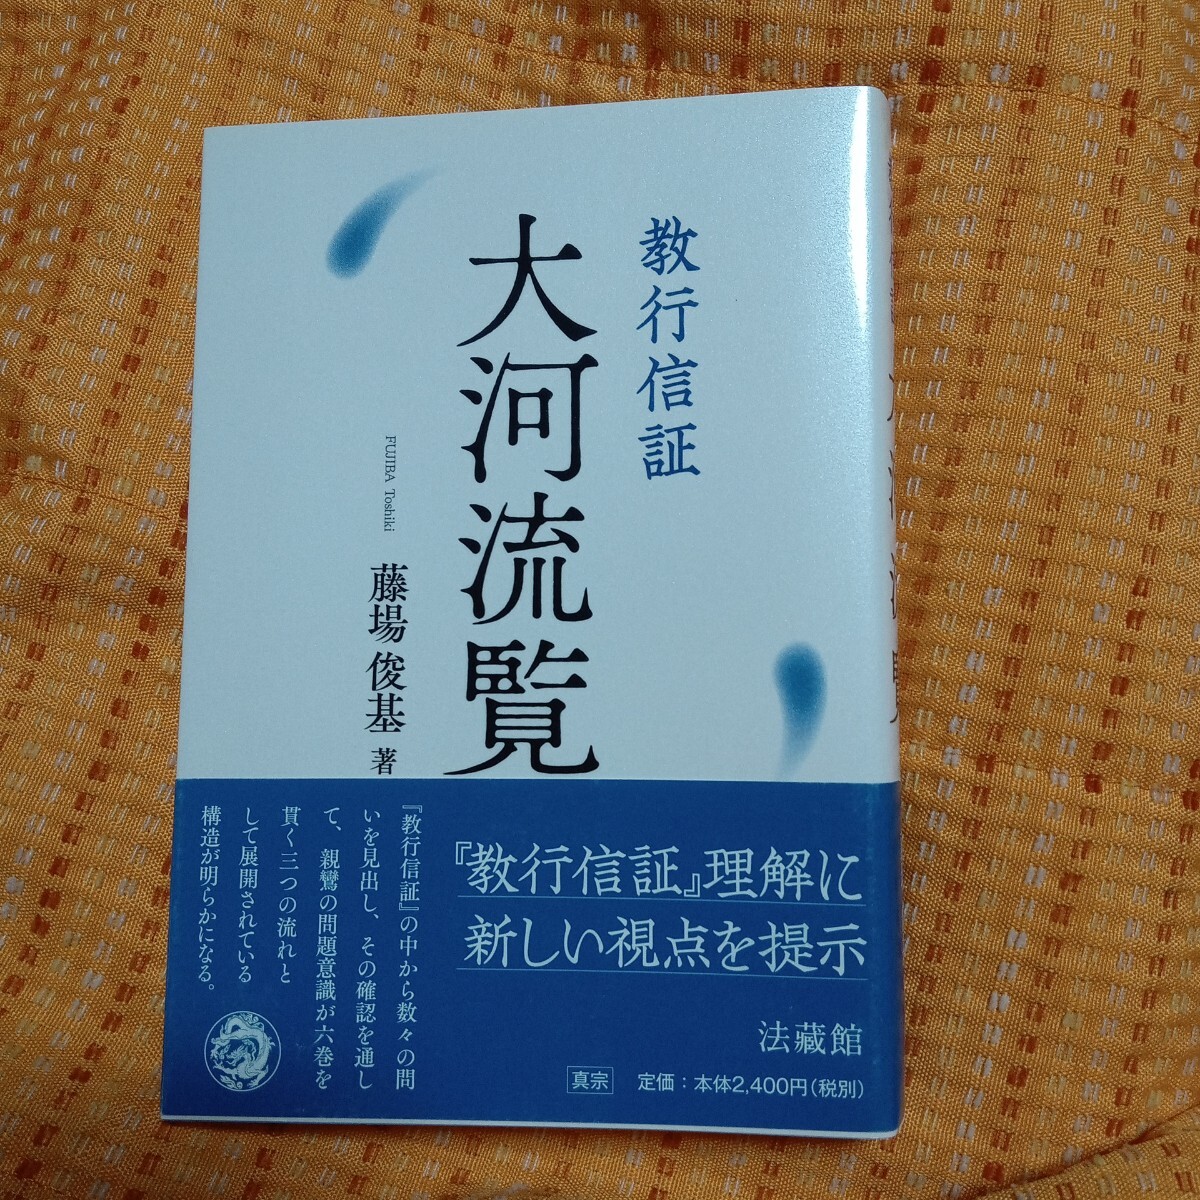 教行信証
大河流覧
FUJIBA Toshiki
藤場俊基 著
『教行信証』理解に
新しい視点を提示
『教行信証』の中から数々の問
いを見出し、その確認を通し
て、親鸞の問題意識が六巻を
貫く三つの流れと
して展開されている
構造が明らかになる。
法藏館
真宗
定価:本体2,400円(税別)